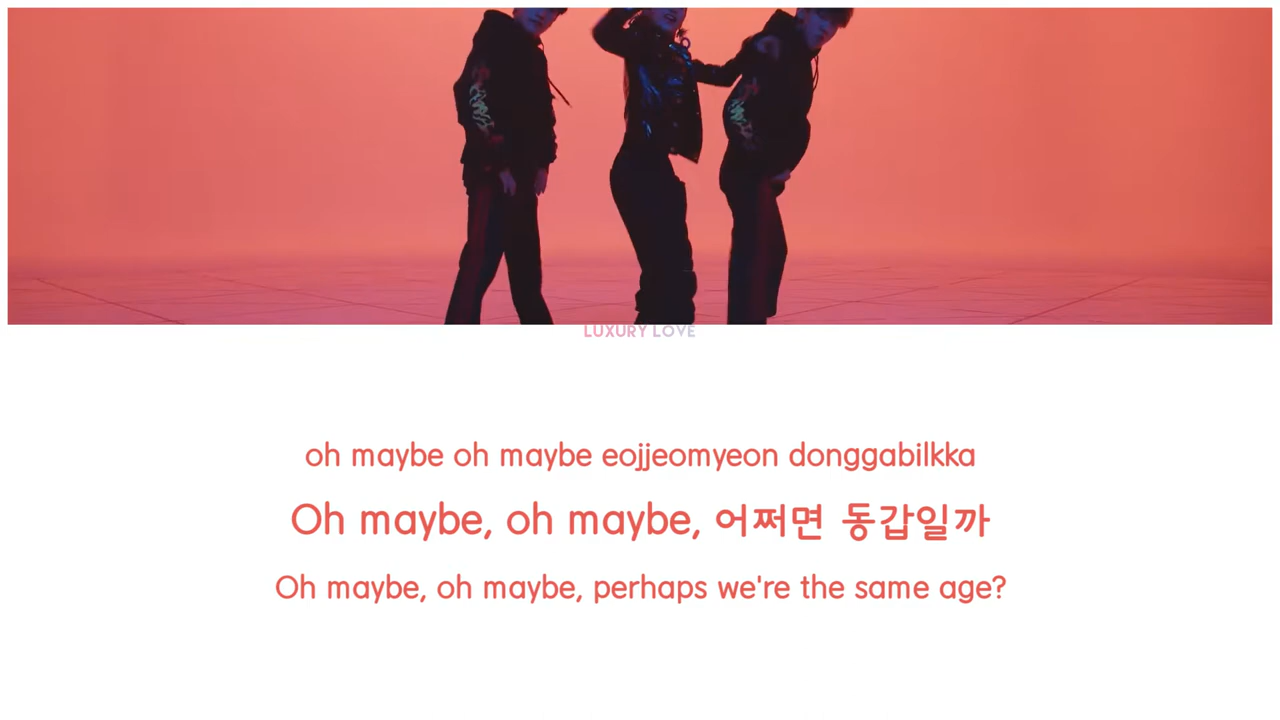 LUXURY LOVE
oh maybe oh maybe eojjeomyeon donggabilkka
Oh maybe, oh maybe, 어쩌면 동갑일까
Oh maybe, oh maybe, perhaps we're the same age?